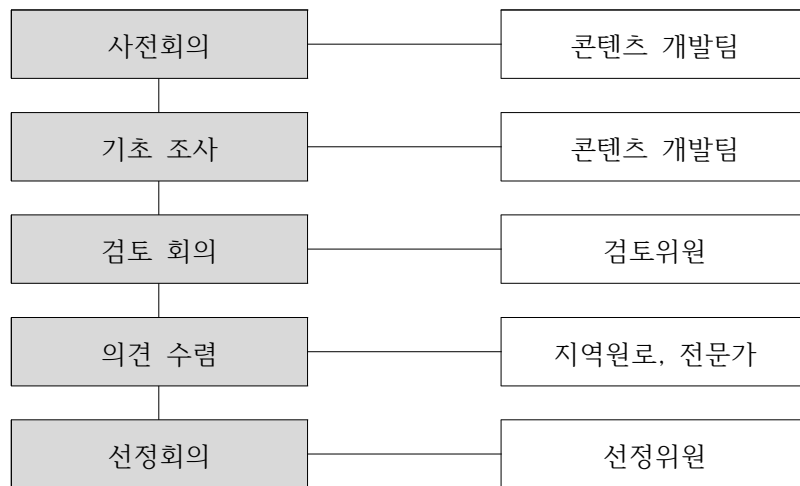 사전회의
콘텐츠 개발팀
기초 조사
콘텐츠 개발팀
검토 회의
검토위원
의견 수렴
지역원로, 전문가
선정회의
선정위원